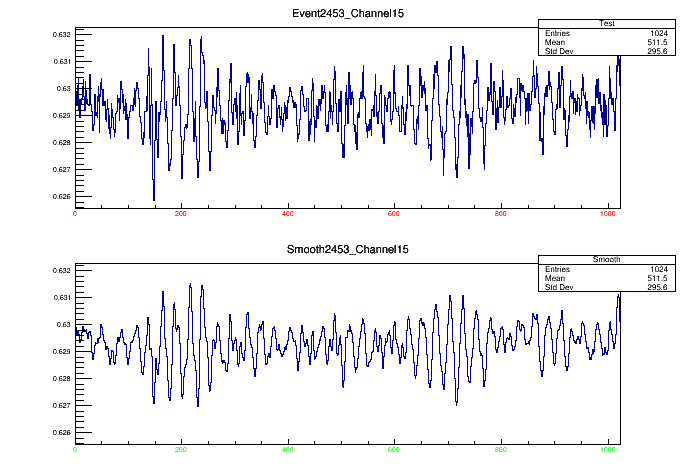 Event2453_Channel15
Test
Entries 1024
Mean 511.5
Std Dev 295.6
0.632
0.631
0.63
0.629
0.628
0.627
0.626
0 200 400 600 800 1000
Smooth2453_Channel15
Smooth
Entries 1024
Mean 511.5
Std Dev 295.6
0.632
0.631
0.63
0.629
0.628
0.627
0.626
0 200 400 600 800 1000